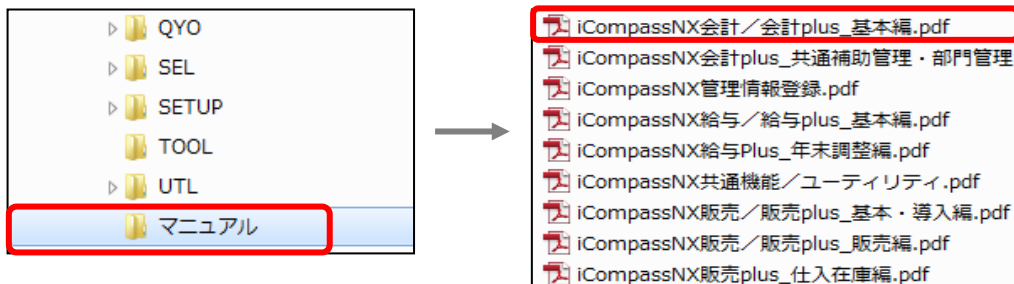 QYO
SEL
SETUP
TOOL
UTL
マニュアル
iCompassNX会計／会計plus_基本編.pdf
iCompassNX会計plus_共通補助管理・部門管理
iCompassNX管理情報登録.pdf
iCompassNX給与／給与plus_基本編.pdf
iCompassNX給与Plus_年末調整編.pdf
iCompassNX共通機能／ユーティリティ.pdf
iCompassNX販売／販売plus_基本・導入編.pdf
iCompassNX販売／販売plus_販売編.pdf
iCompassNX販売plus_仕入在庫編.pdf